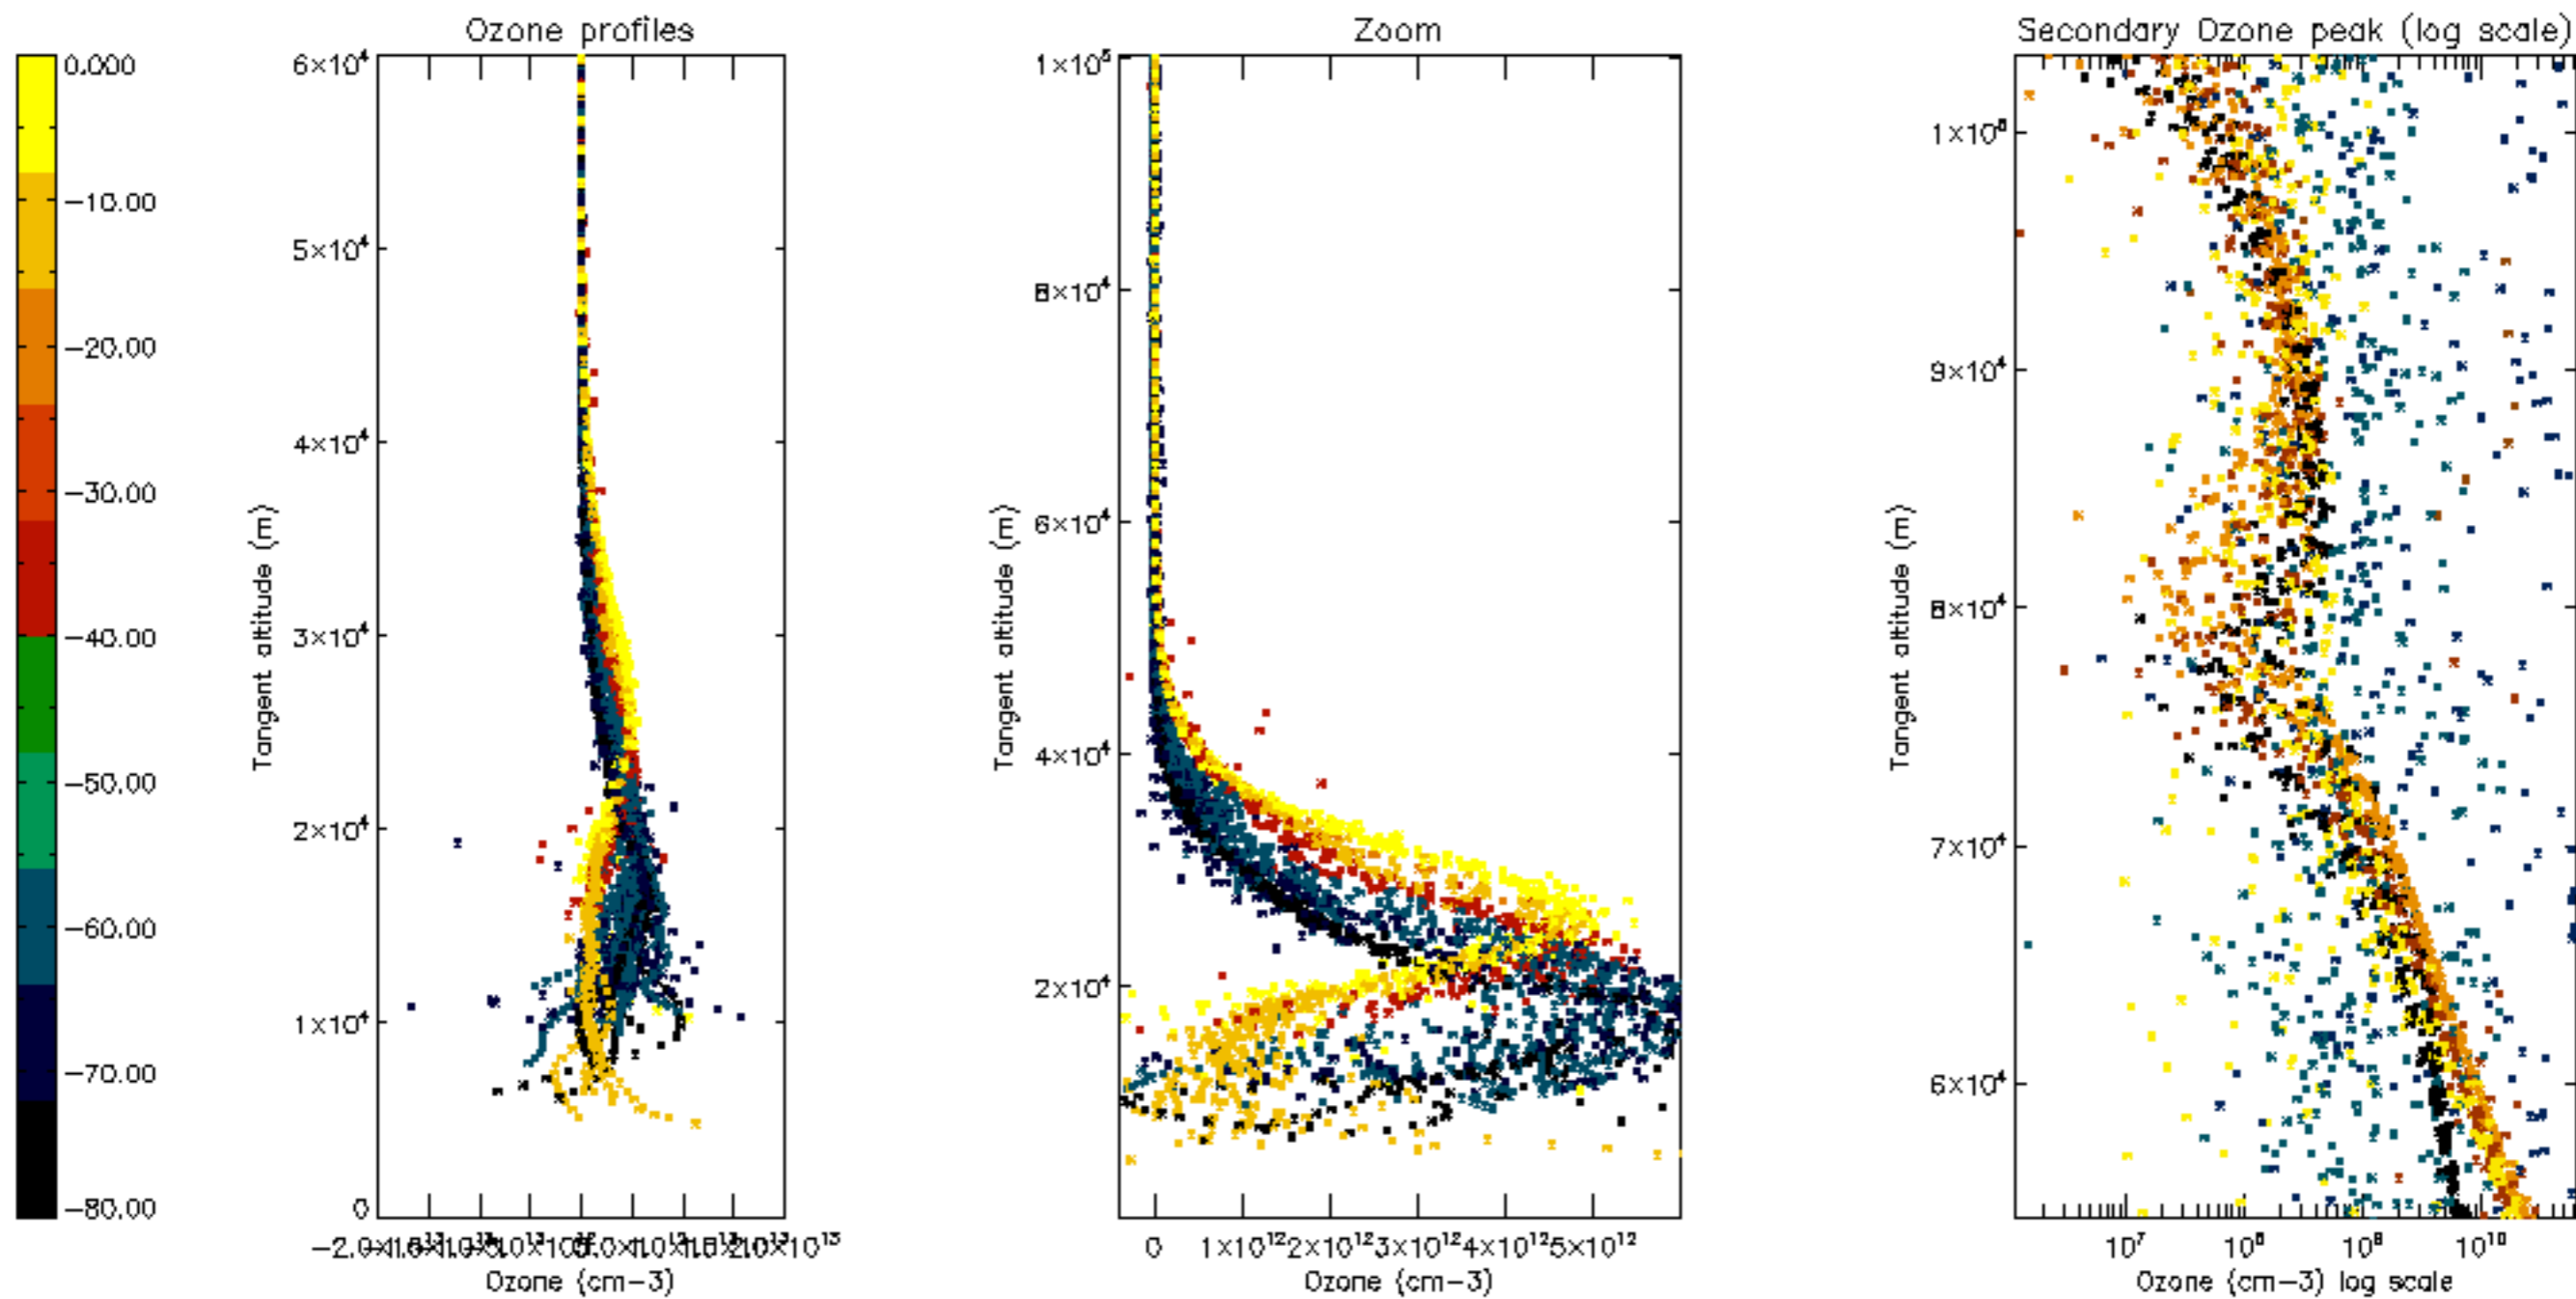 Ozone profiles
Zoom
Secondary Ozone peak (log scale)
0.000
-10.00
-20.00
-30.00
-40.00
-50.00
-60.00
-70.00
-80.00
Tangent altitude (m)
6×10⁴
5×10⁴
4×10⁴
3×10⁴
2×10⁴
1×10⁴
0
Ozone (cm-3)
Tangent altitude (m)
1×10⁵
8×10⁴
6×10⁴
4×10⁴
2×10⁴
0 1×10¹² 2×10¹² 3×10¹² 4×10¹² 5×10¹²
Ozone (cm-3)
Tangent altitude (m)
1×10⁵
9×10⁴
8×10⁴
7×10⁴
6×10⁴
10⁷ 10⁸ 10⁹ 10¹⁰
Ozone (cm-3) log scale